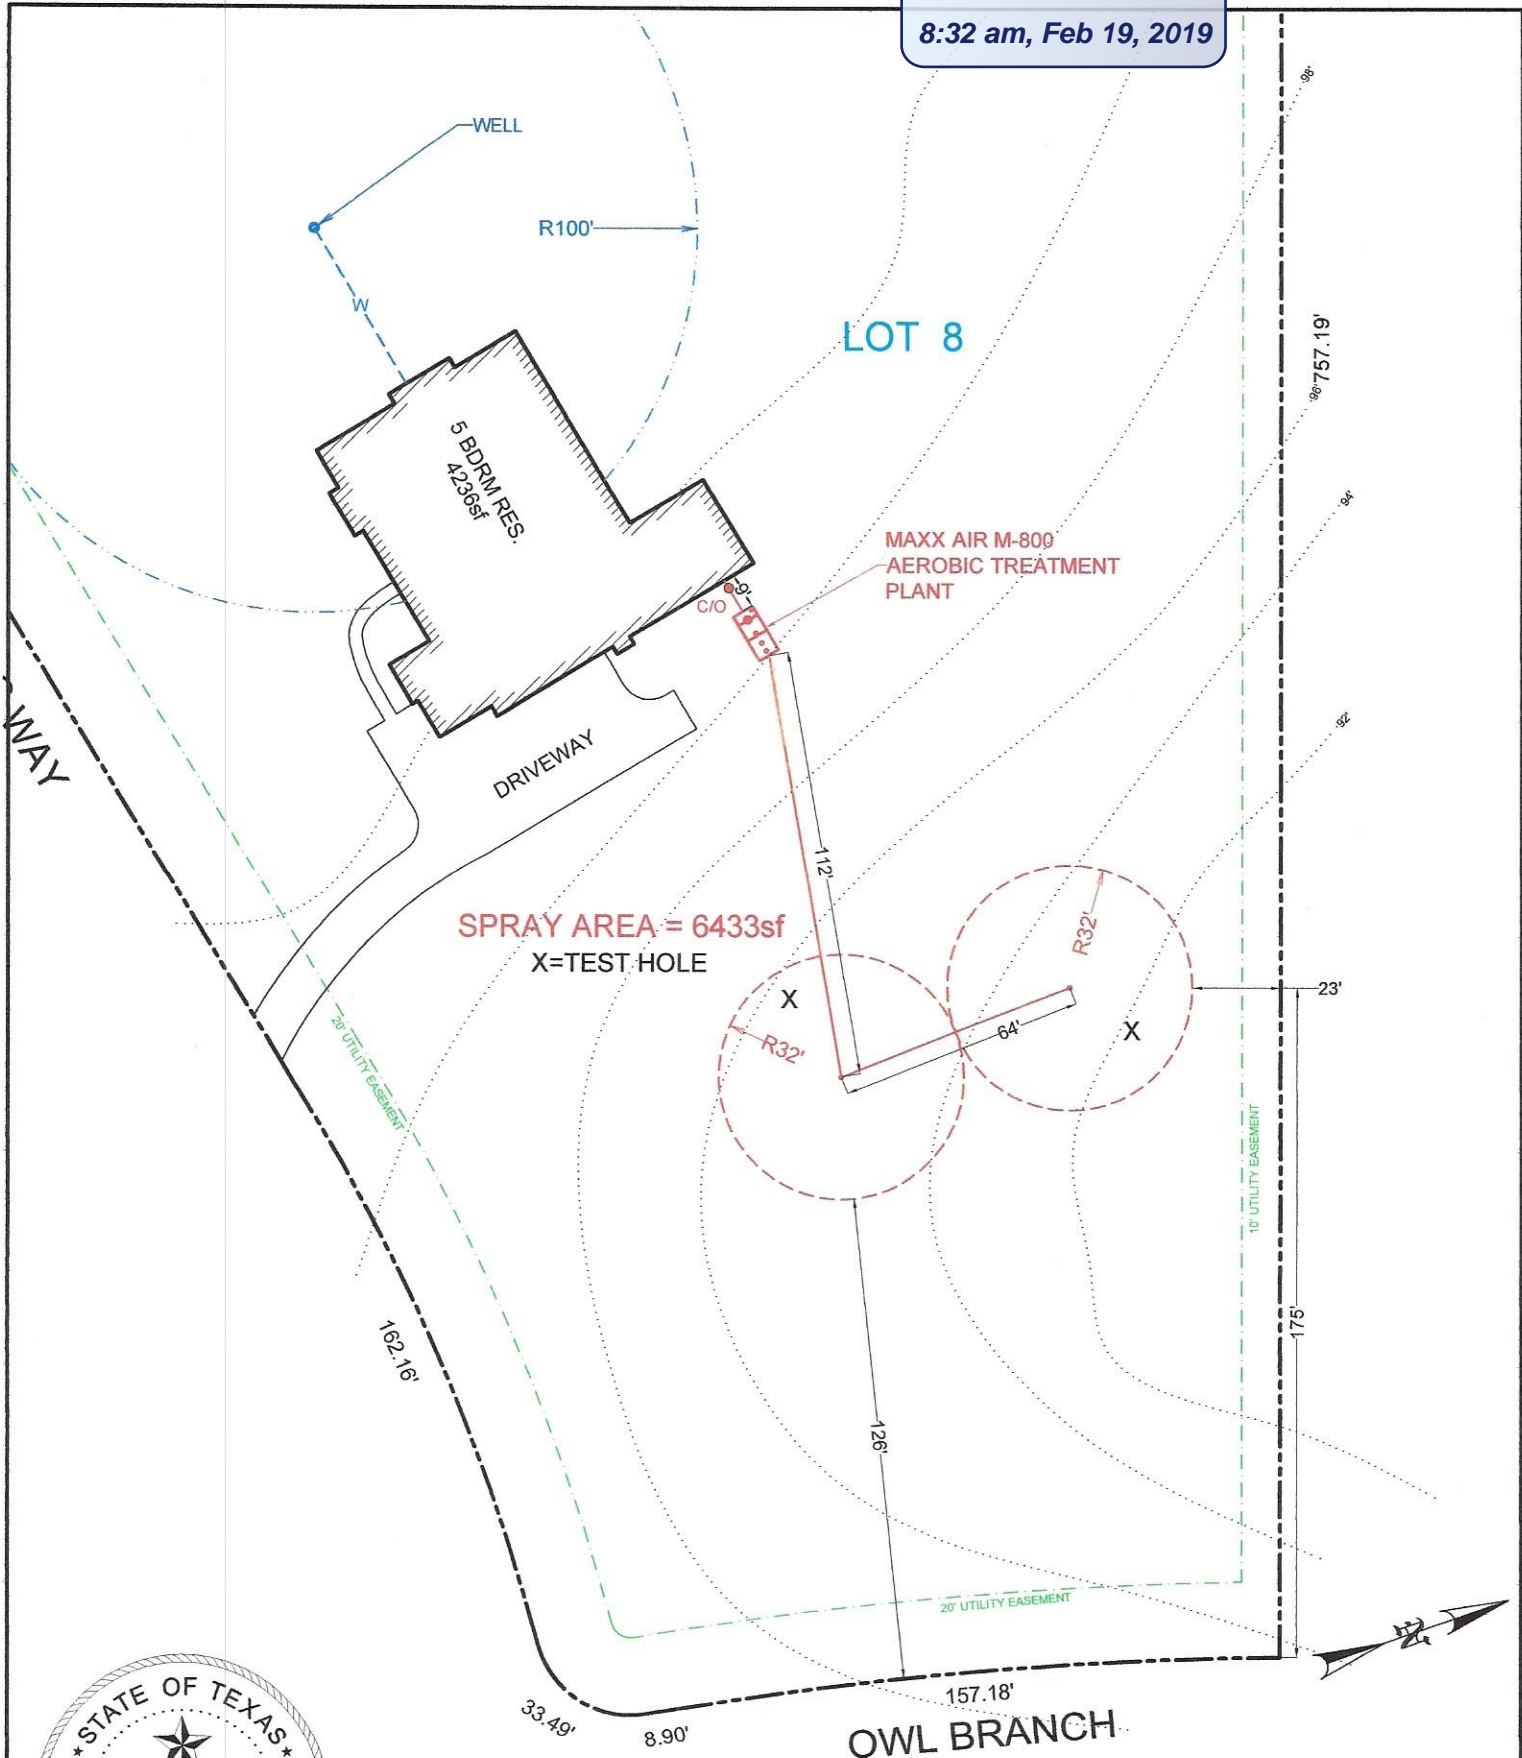 8:32 am, Feb 19, 2019
98'
WELL
R100'
W
LOT 8
757.19'
96'
5 BDRM RES.
4236sf
94'
MAXX AIR M-800
AEROBIC TREATMENT
PLANT
9'
C/O
92'
WAY
DRIVEWAY
112'
SPRAY AREA = 6433sf
X=TEST HOLE
R32'
X
23'
64'
X
R32'
20' UTILITY EASEMENT
10' UTILITY EASEMENT
175'
162.16'
126'
20' UTILITY EASEMENT
N
STATE OF TEXAS
157.18'
33.49'
8.90'
OWL BRANCH